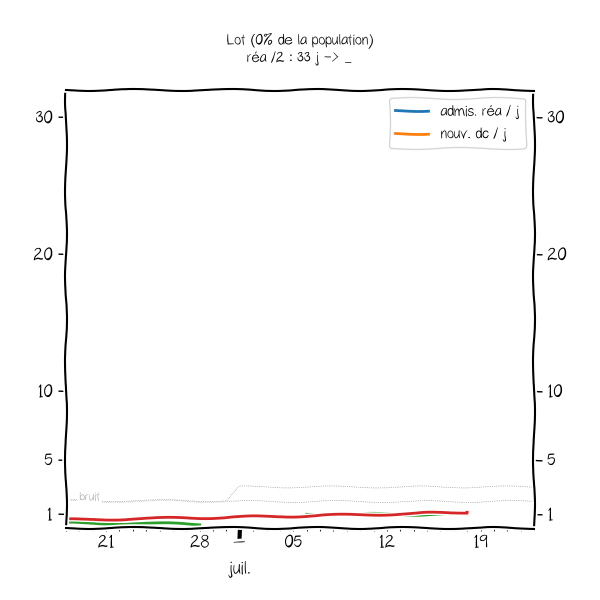 Lot (0% de la population)
réa /2 : 33 j -> _
admis. réa / j
nouv. dc / j
30
30
20
20
10
10
5
5
bruit
1
1
21
28
05
12
19
juil.